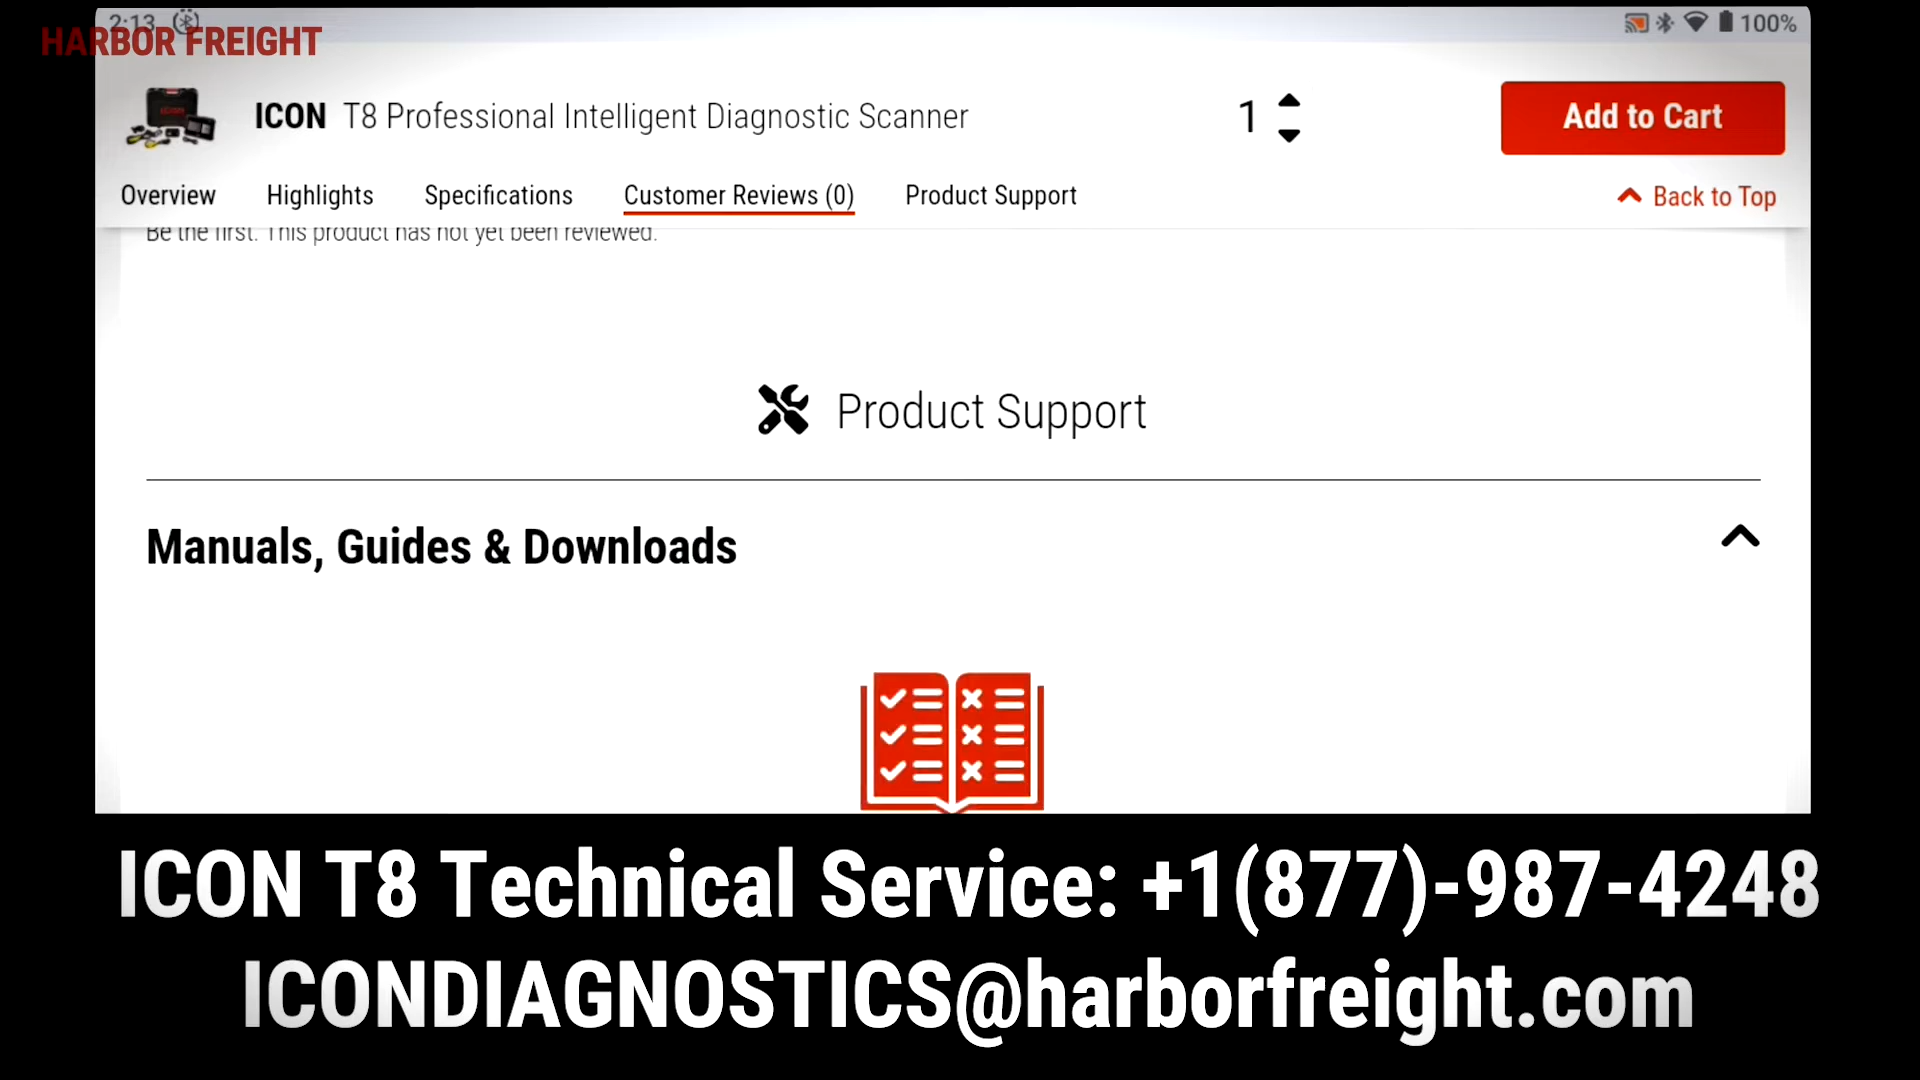 2:13
100%
HARBOR FREIGHT
ICON T8 Professional Intelligent Diagnostic Scanner
1
Add to Cart
Overview
Highlights
Specifications
Customer Reviews (0)
Product Support
Back to Top
Be the first. This product has not yet been reviewed.
Product Support
Manuals, Guides & Downloads
ICON T8 Technical Service: +1(877)-987-4248
ICONDIAGNOSTICS@harborfreight.com